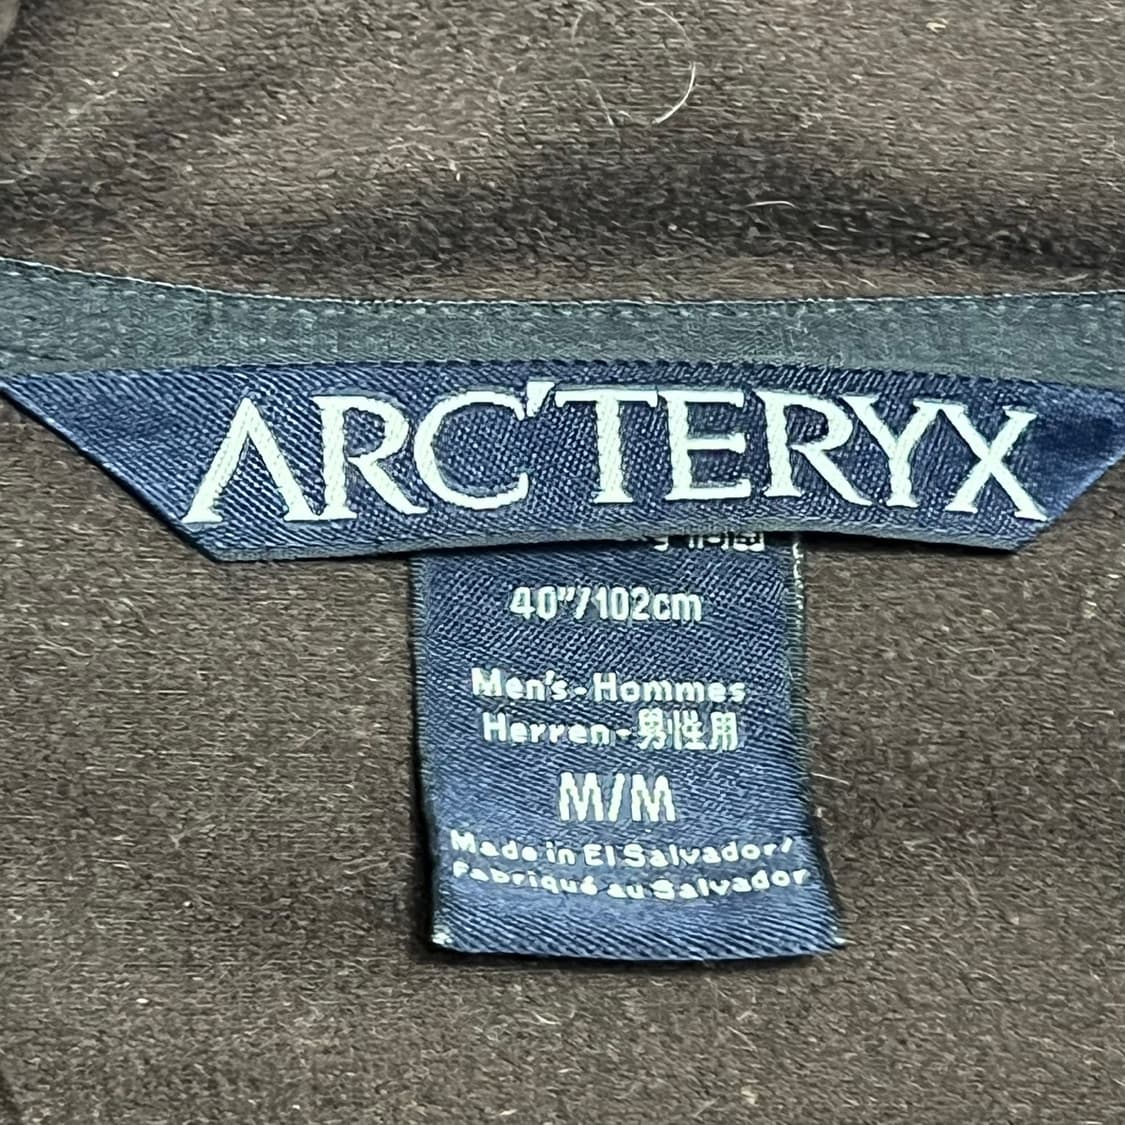 ARC'TERYX
40"/102cm
Men's-Hommes
Herren-男性用
M/M
Made in El Salvador/
Fabriqué au Salvador